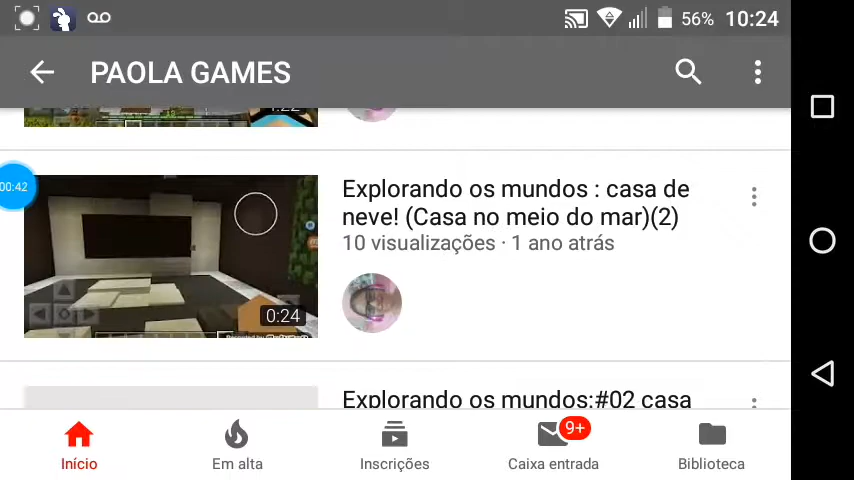 56% 10:24
PAOLA GAMES
00:42
Explorando os mundos : casa de
neve! (Casa no meio do mar)(2)
10 visualizações · 1 ano atrás
0:24
Explorando os mundos:#02 casa
9+
Início
Em alta
Inscrições
Caixa entrada
Biblioteca